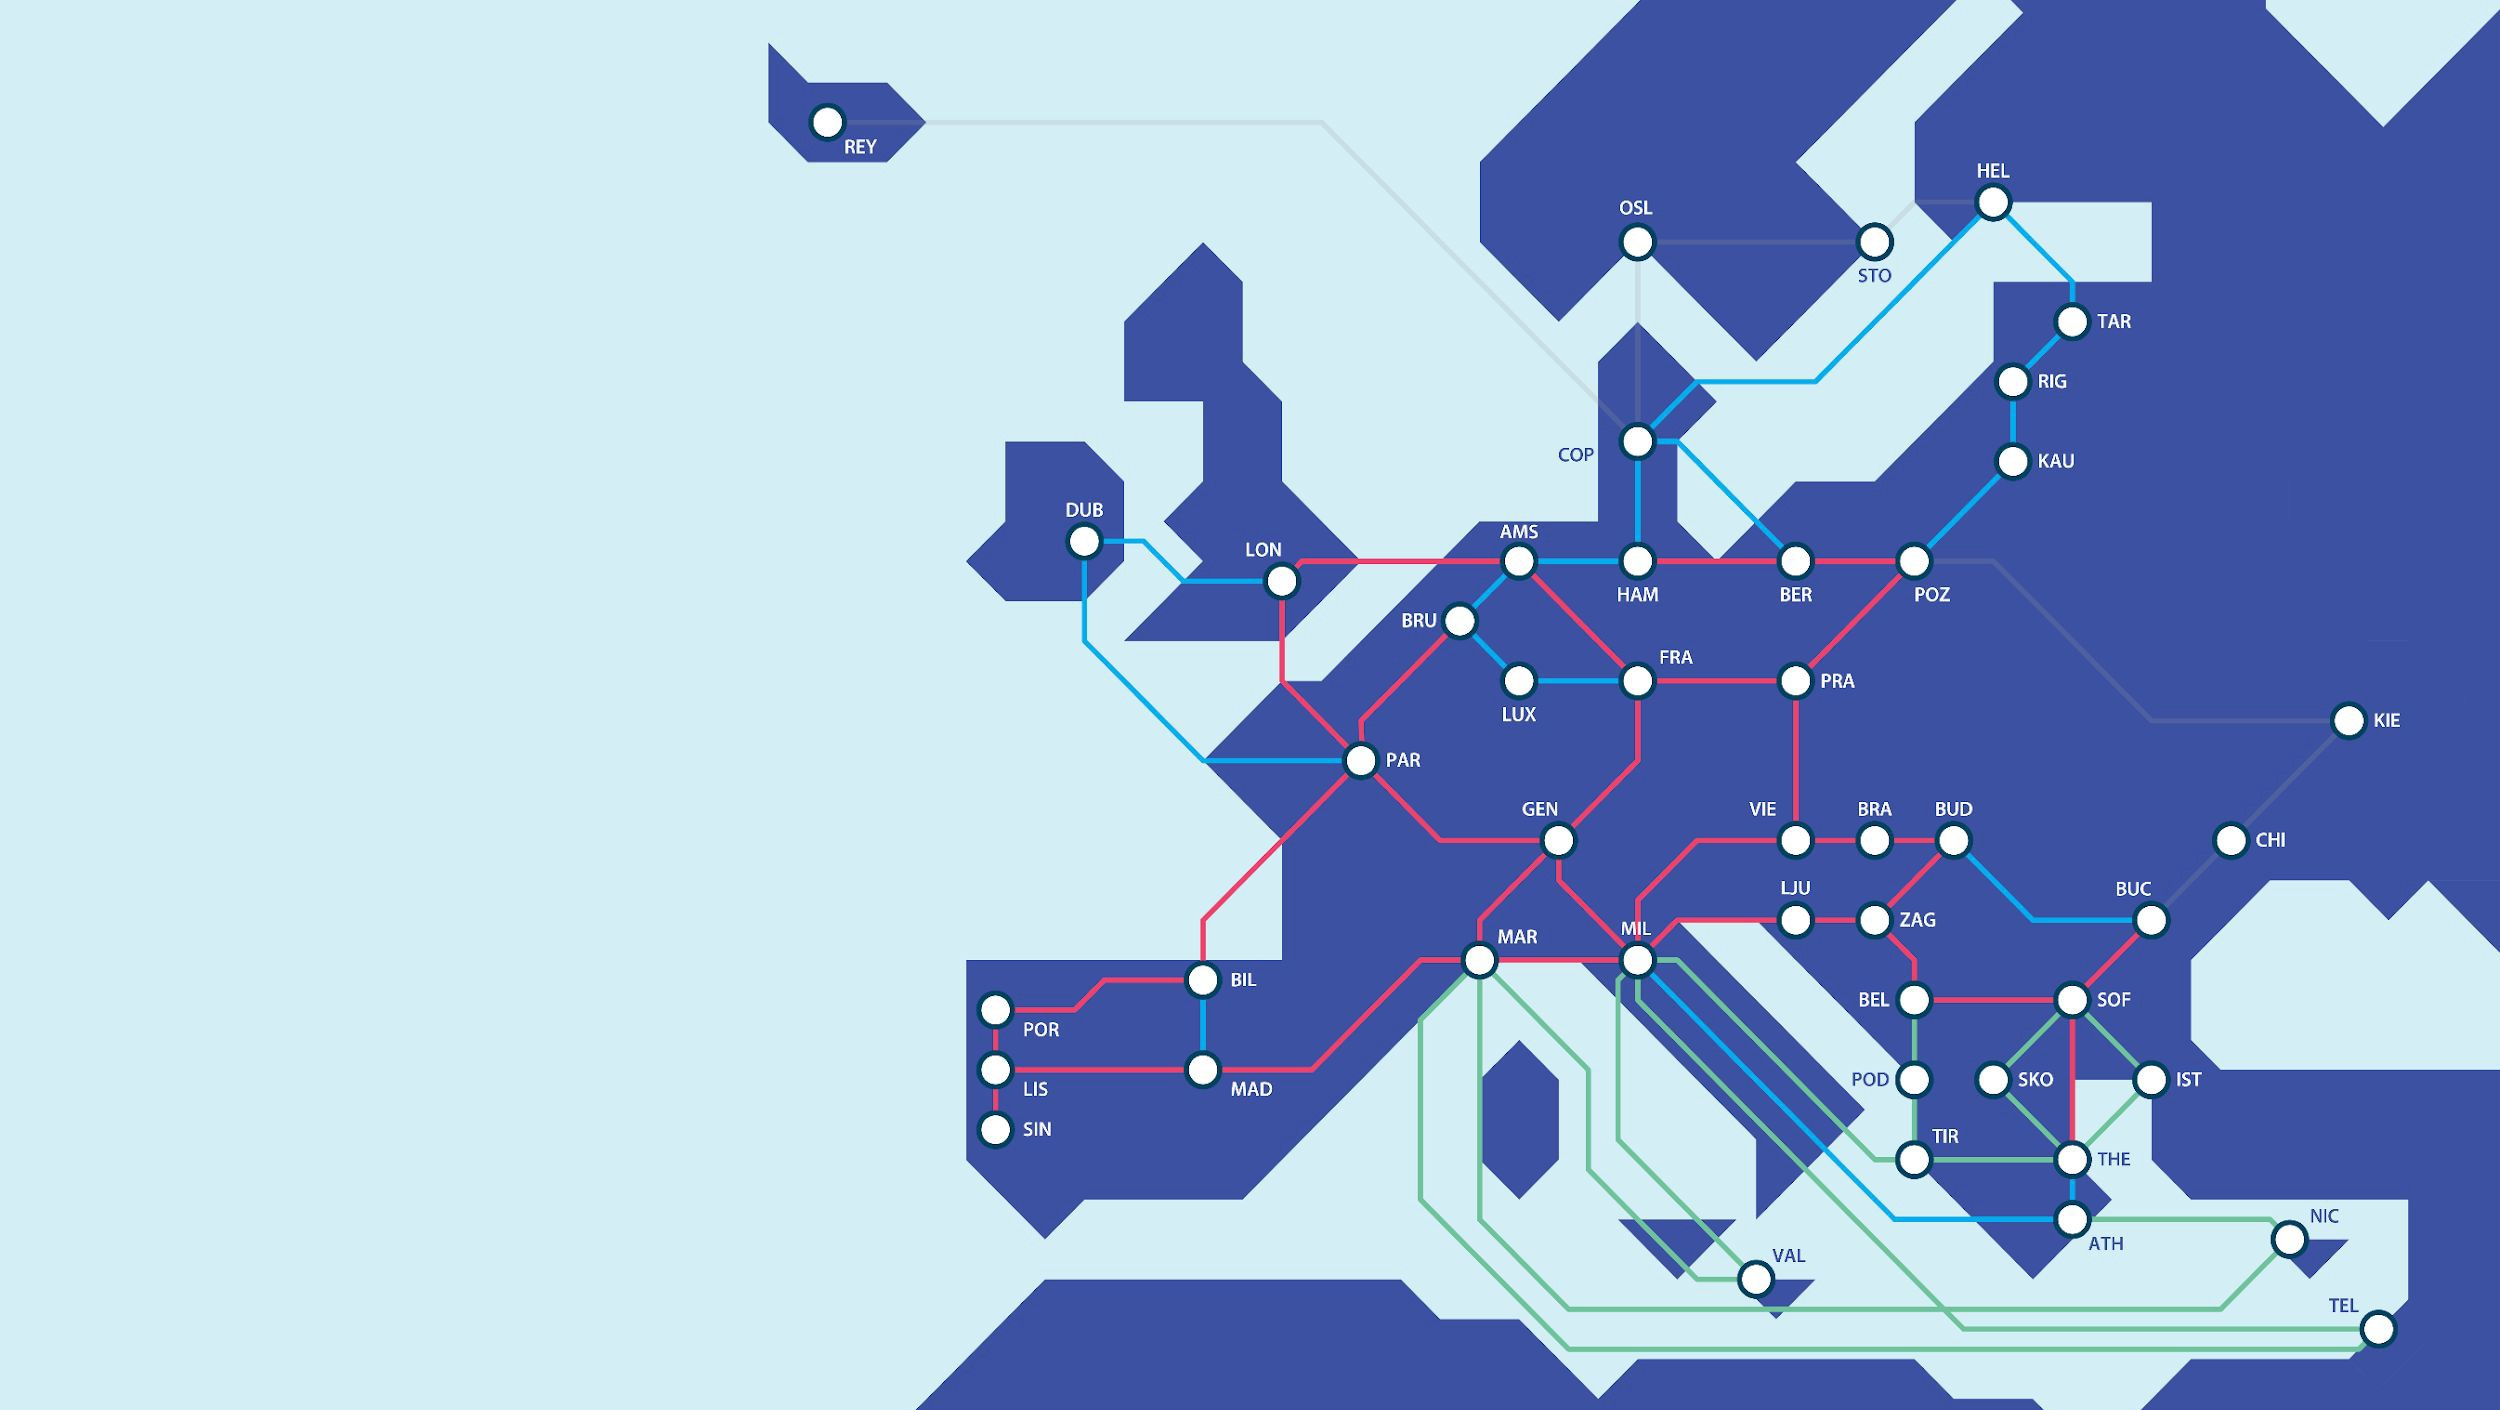 REY
HEL
OSL
STO
TAR
RIG
COP
KAU
DUB
AMS
LON
HAM
BER
POZ
BRU
FRA
PRA
LUX
KIE
PAR
GEN
VIE
BRA
BUD
CHI
LJU
BUC
ZAG
MAR
MIL
BIL
BEL
SOF
POR
POD
SKO
IST
LIS
MAD
SIN
TIR
THE
NIC
ATH
VAL
TEL